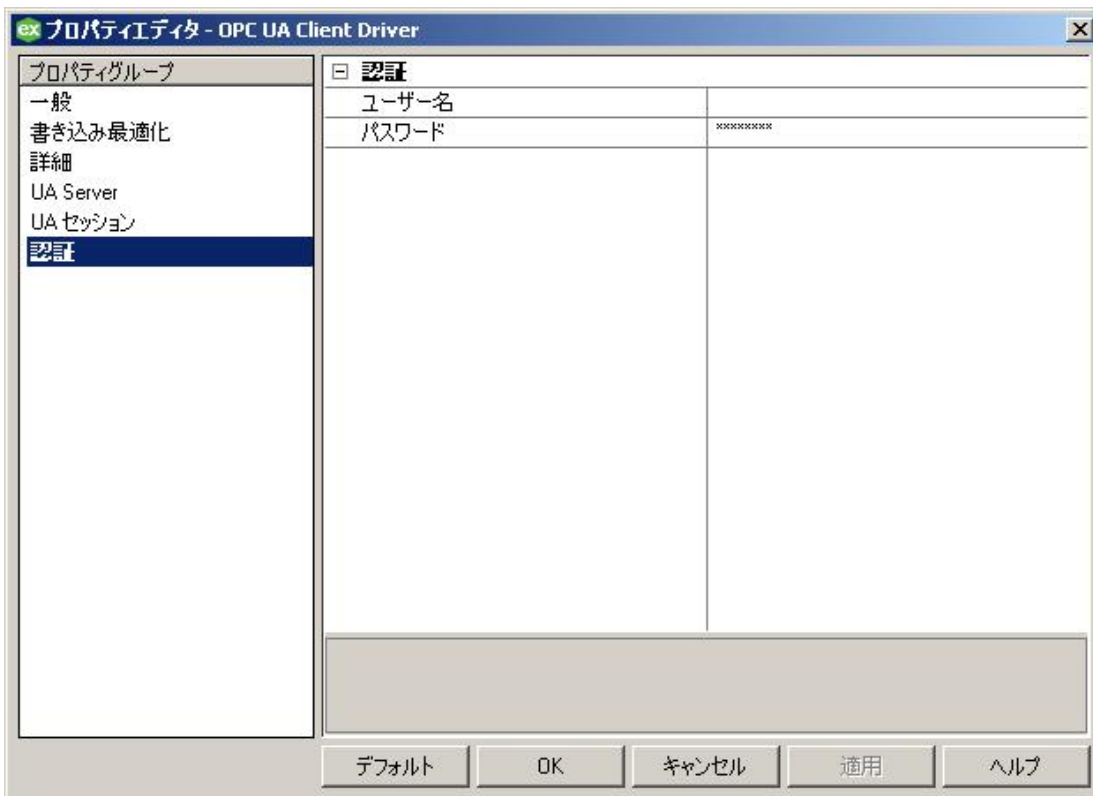 ex プロパティエディタ - OPC UA Client Driver
プロパティグループ
一般
書き込み最適化
詳細
UA Server
UA セッション
認証
認証
ユーザー名
パスワード ********
デフォルト OK キャンセル 適用 ヘルプ